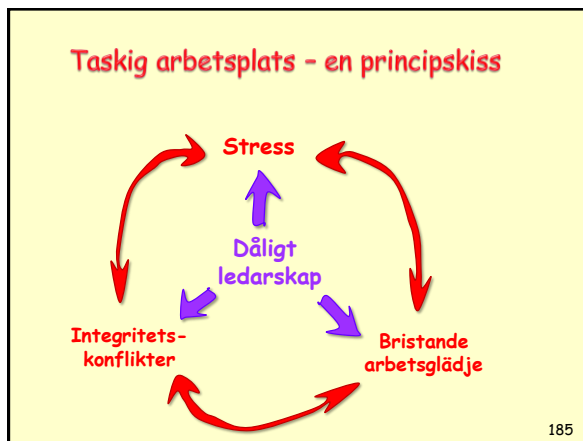 Taskig arbetsplats – en principskiss
Stress
Dåligt
ledarskap
Integritets-
konflikter
Bristande
arbetsglädje
185